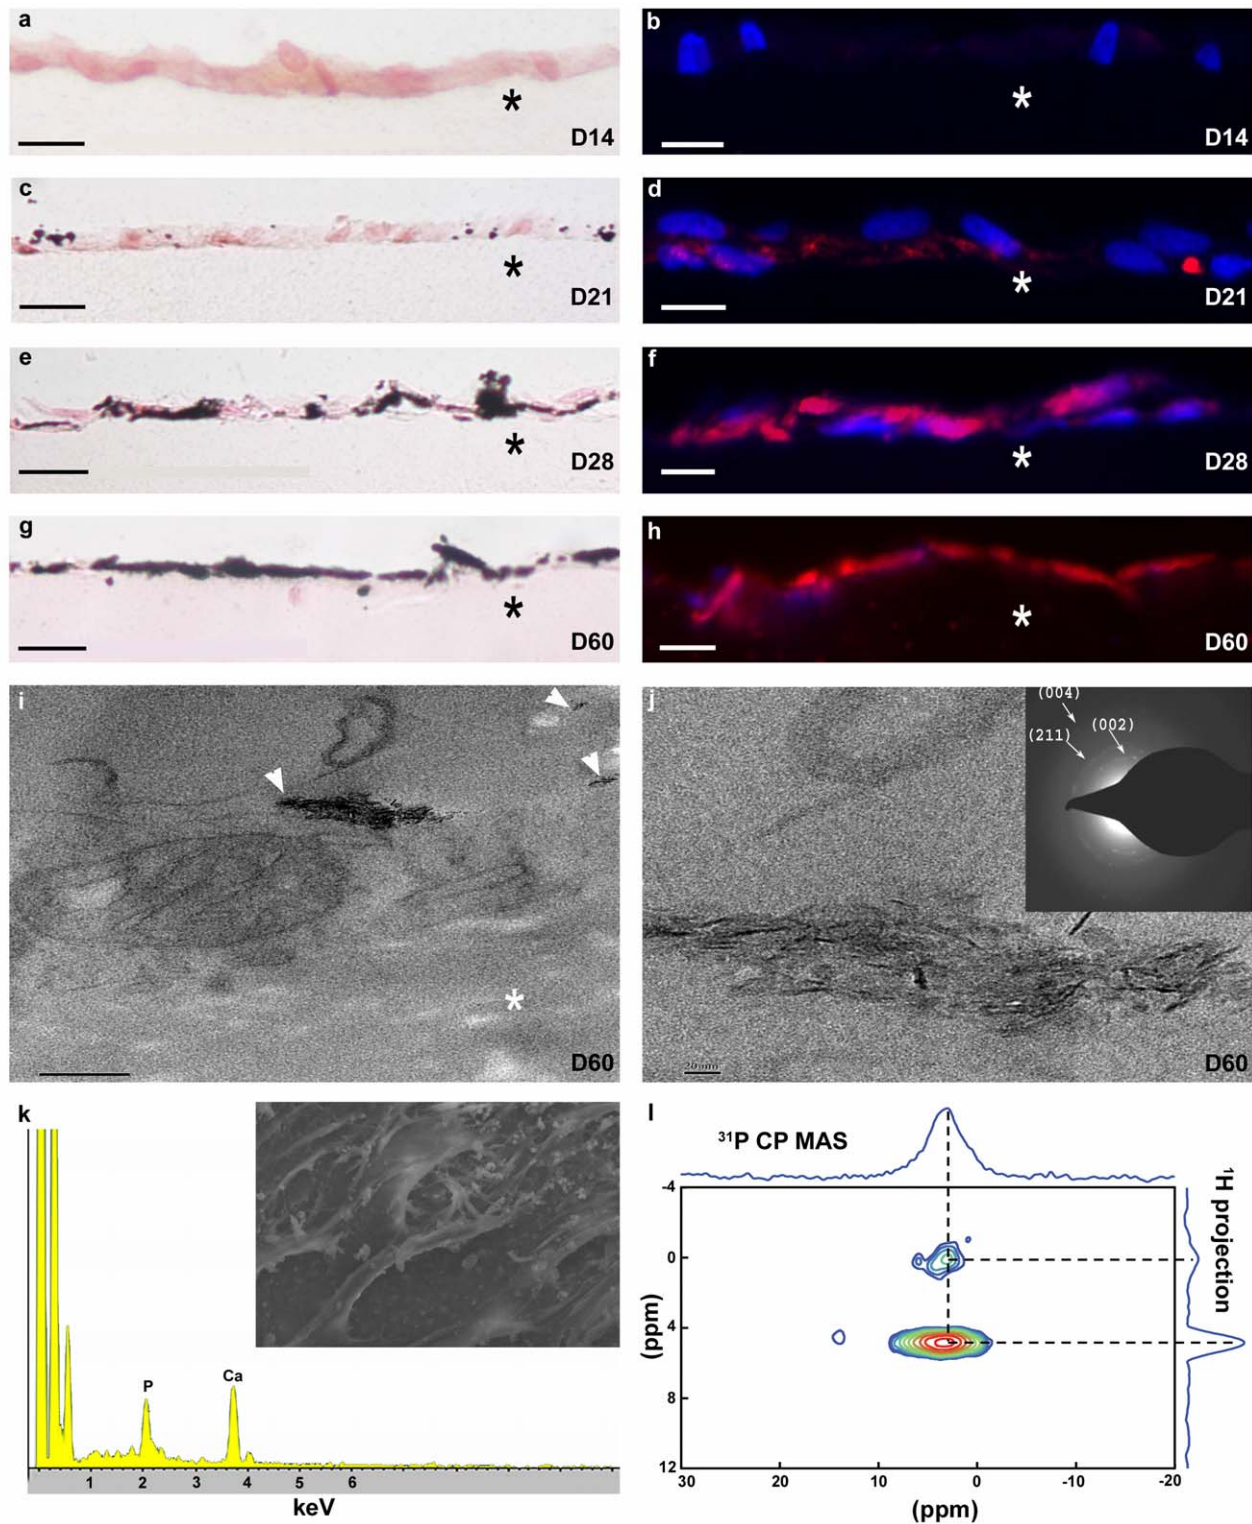 a
*
D14
b
*
D14
c
*
D21
d
*
D21
e
*
D28
f
*
D28
g
*
D60
h
*
D60
i
*
D60
j
(004)
(211)
(002)
20 nm
D60
k
P
Ca
1 2 3 4 5 6
keV
l
³¹P CP MAS
¹H projection
-4
0
4
8
12
(ppm)
30 20 10 0 -10 -20
(ppm)